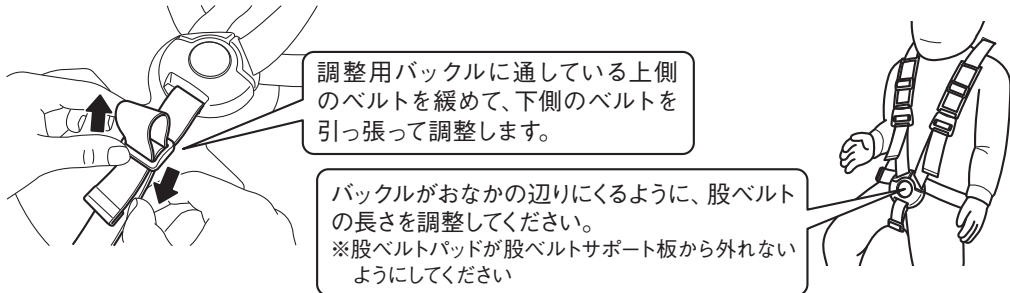 調整用バックルに通している上側
のベルトを緩めて、下側のベルトを
引っ張って調整します。
バックルがおなかの辺りにくるように、股ベルト
の長さを調整してください。
※股ベルトパッドが股ベルトサポート板から外れない
ようにしてください